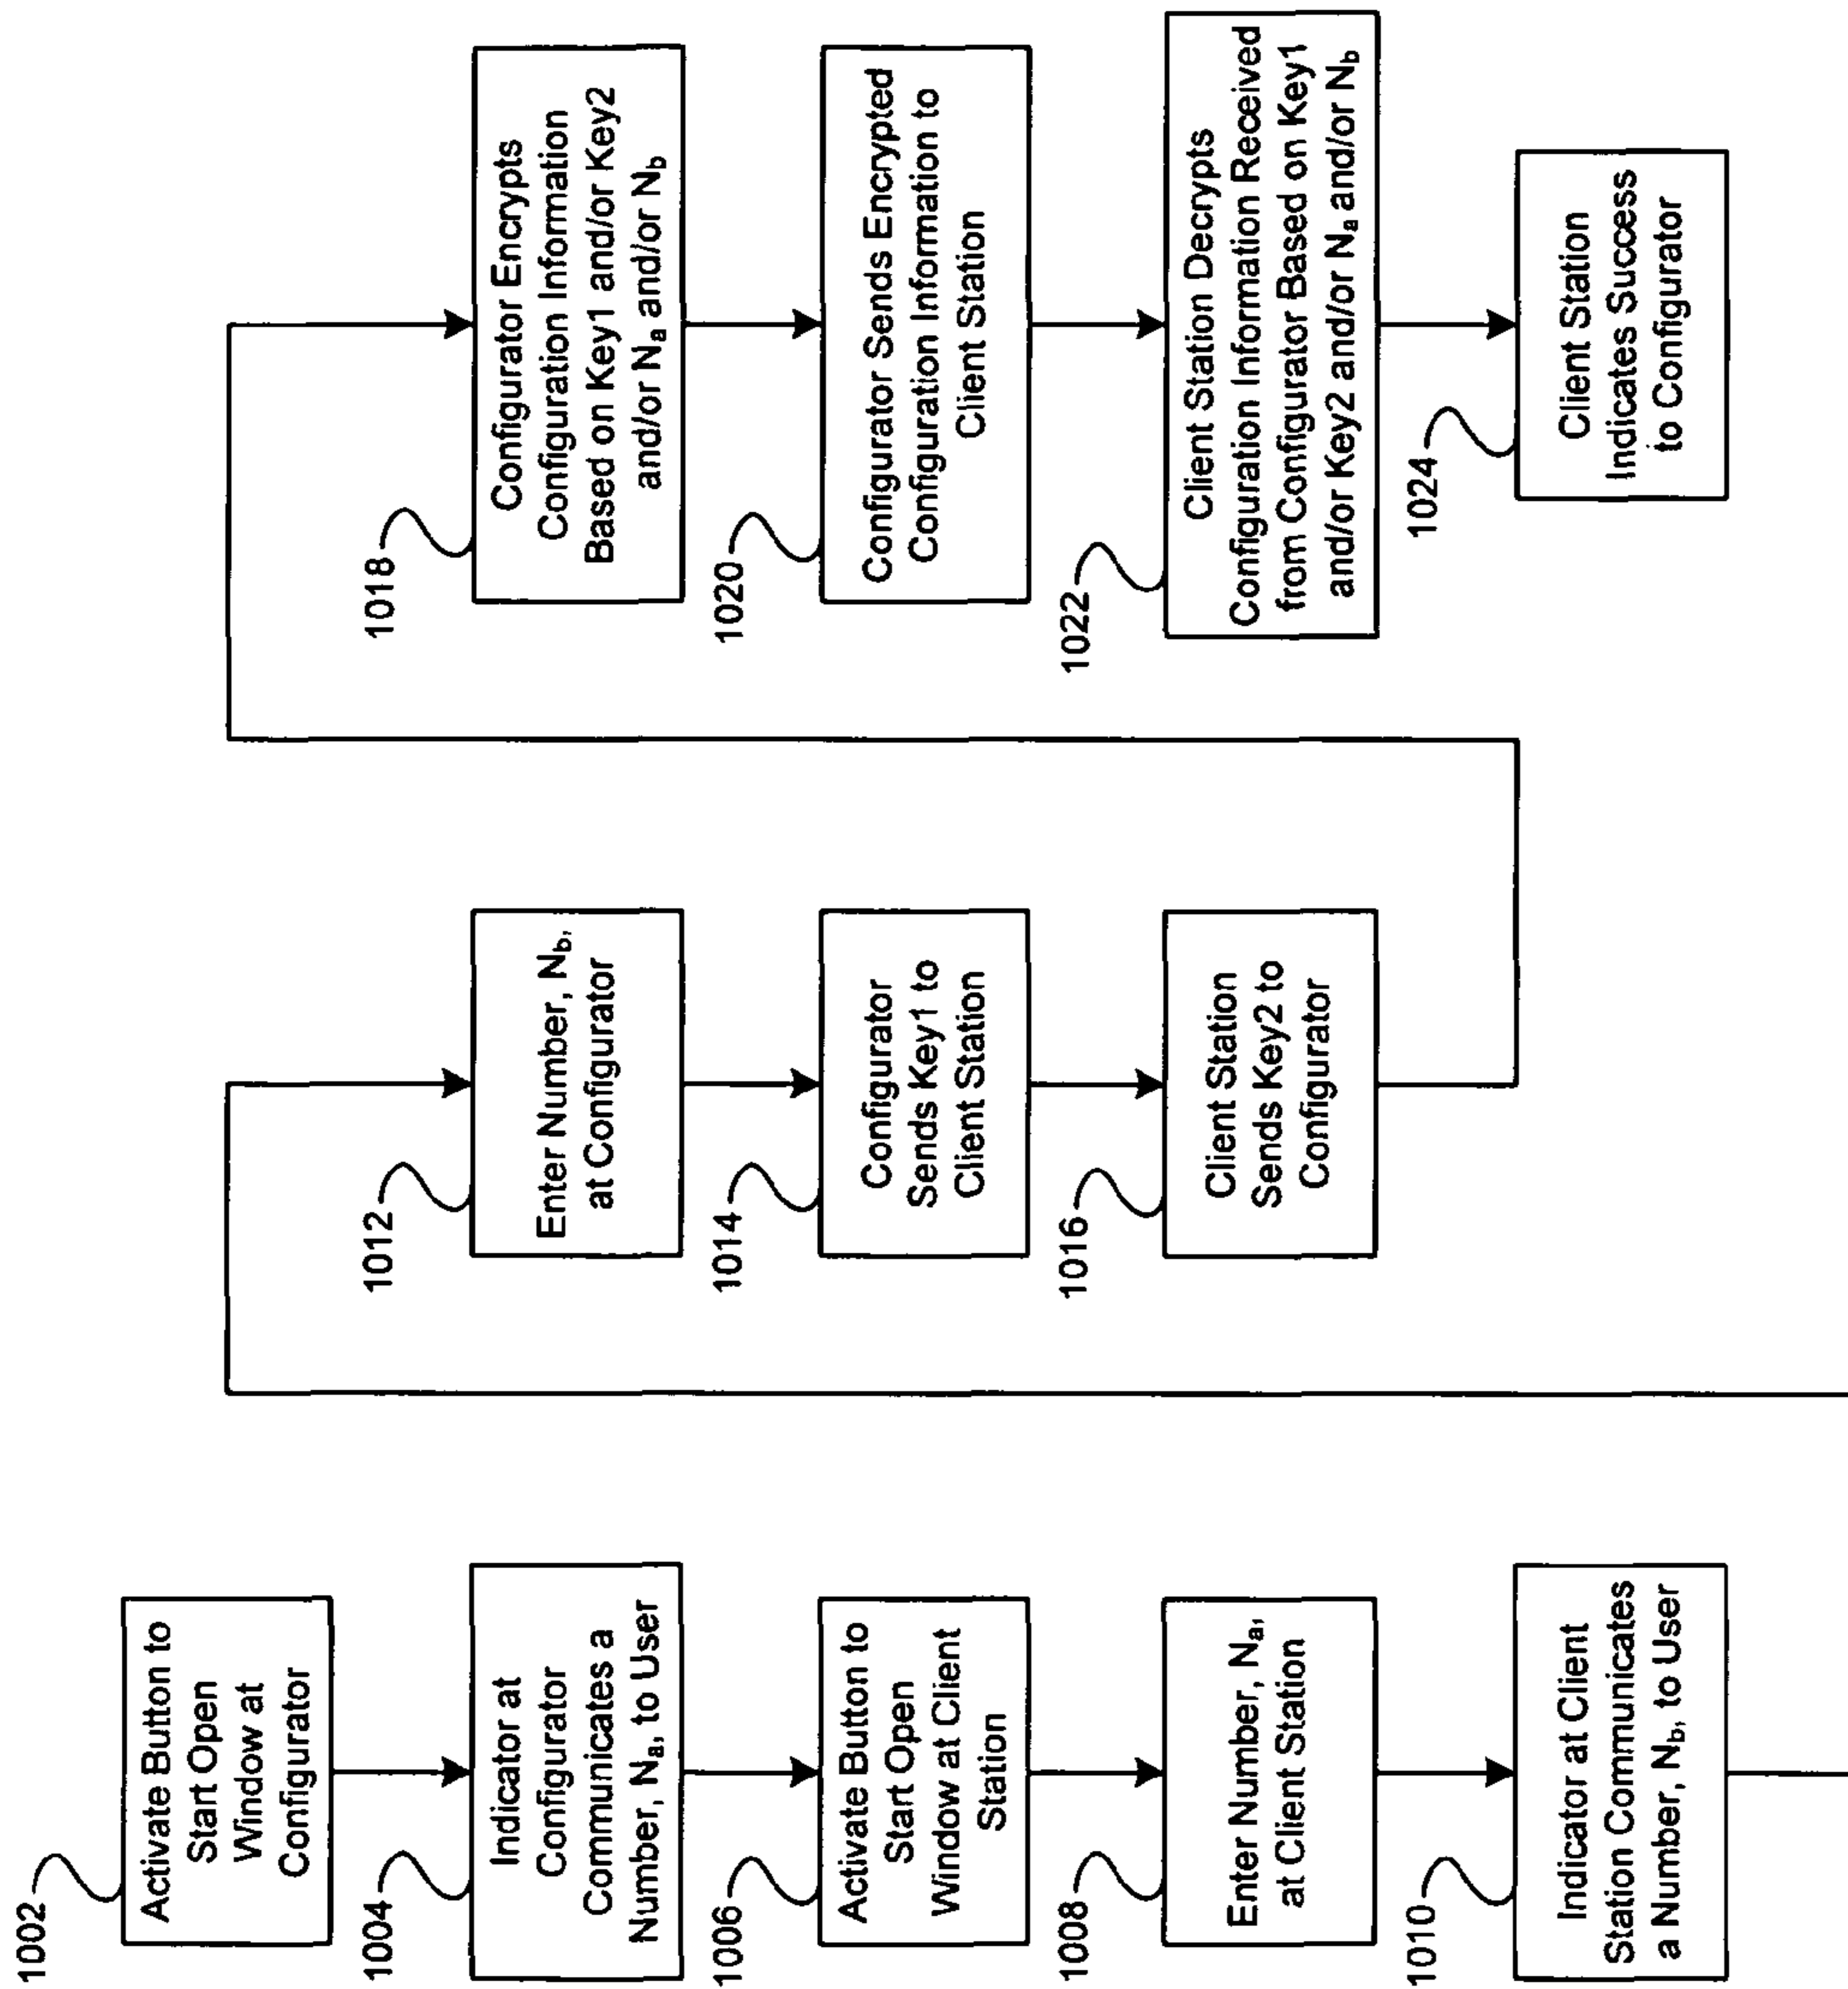 1002
Activate Button to
Start Open
Window at
Configurator
1004
Indicator at
Configurator
Communicates a
Number, Na, to User
1006
Activate Button to
Start Open
Window at Client
Station
1008
Enter Number, Na,
at Client Station
1010
Indicator at Client
Station Communicates
a Number, Nb, to User
1012
Enter Number, Nb,
at Configurator
1014
Configurator
Sends Key1 to
Client Station
1016
Client Station
Sends Key2 to
Configurator
1018
Configurator Encrypts
Configuration Information
Based on Key1 and/or Key2
and/or Na and/or Nb
1020
Configurator Sends Encrypted
Configuration Information to
Client Station
1022
Client Station Decrypts
Configuration Information Received
from Configurator Based on Key1
and/or Key2 and/or Na and/or Nb
1024
Client Station
Indicates Success
to Configurator